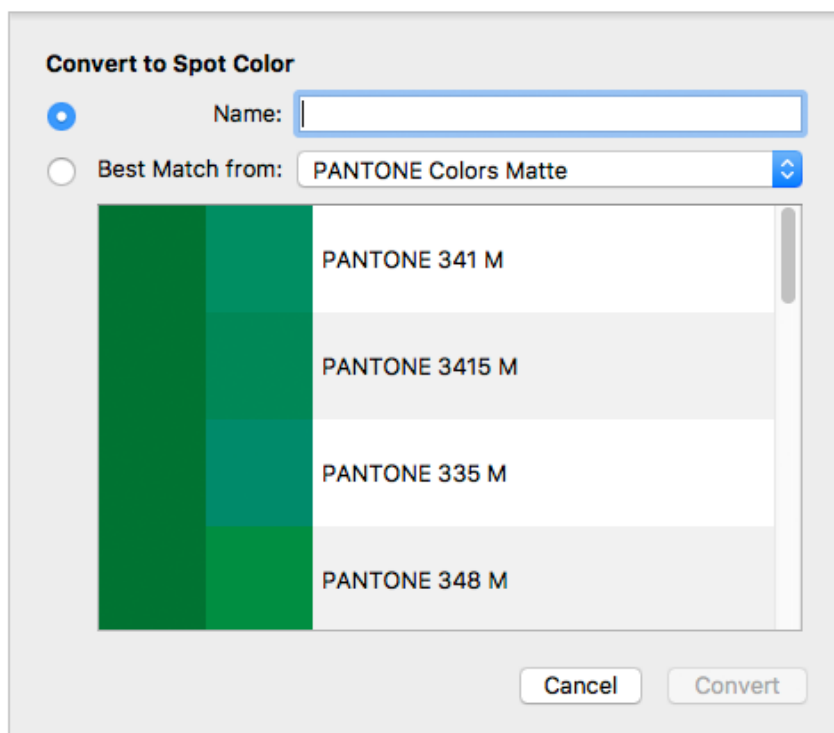 Convert to Spot Color
Name:
Best Match from: PANTONE Colors Matte
PANTONE 341 M
PANTONE 3415 M
PANTONE 335 M
PANTONE 348 M
Cancel Convert